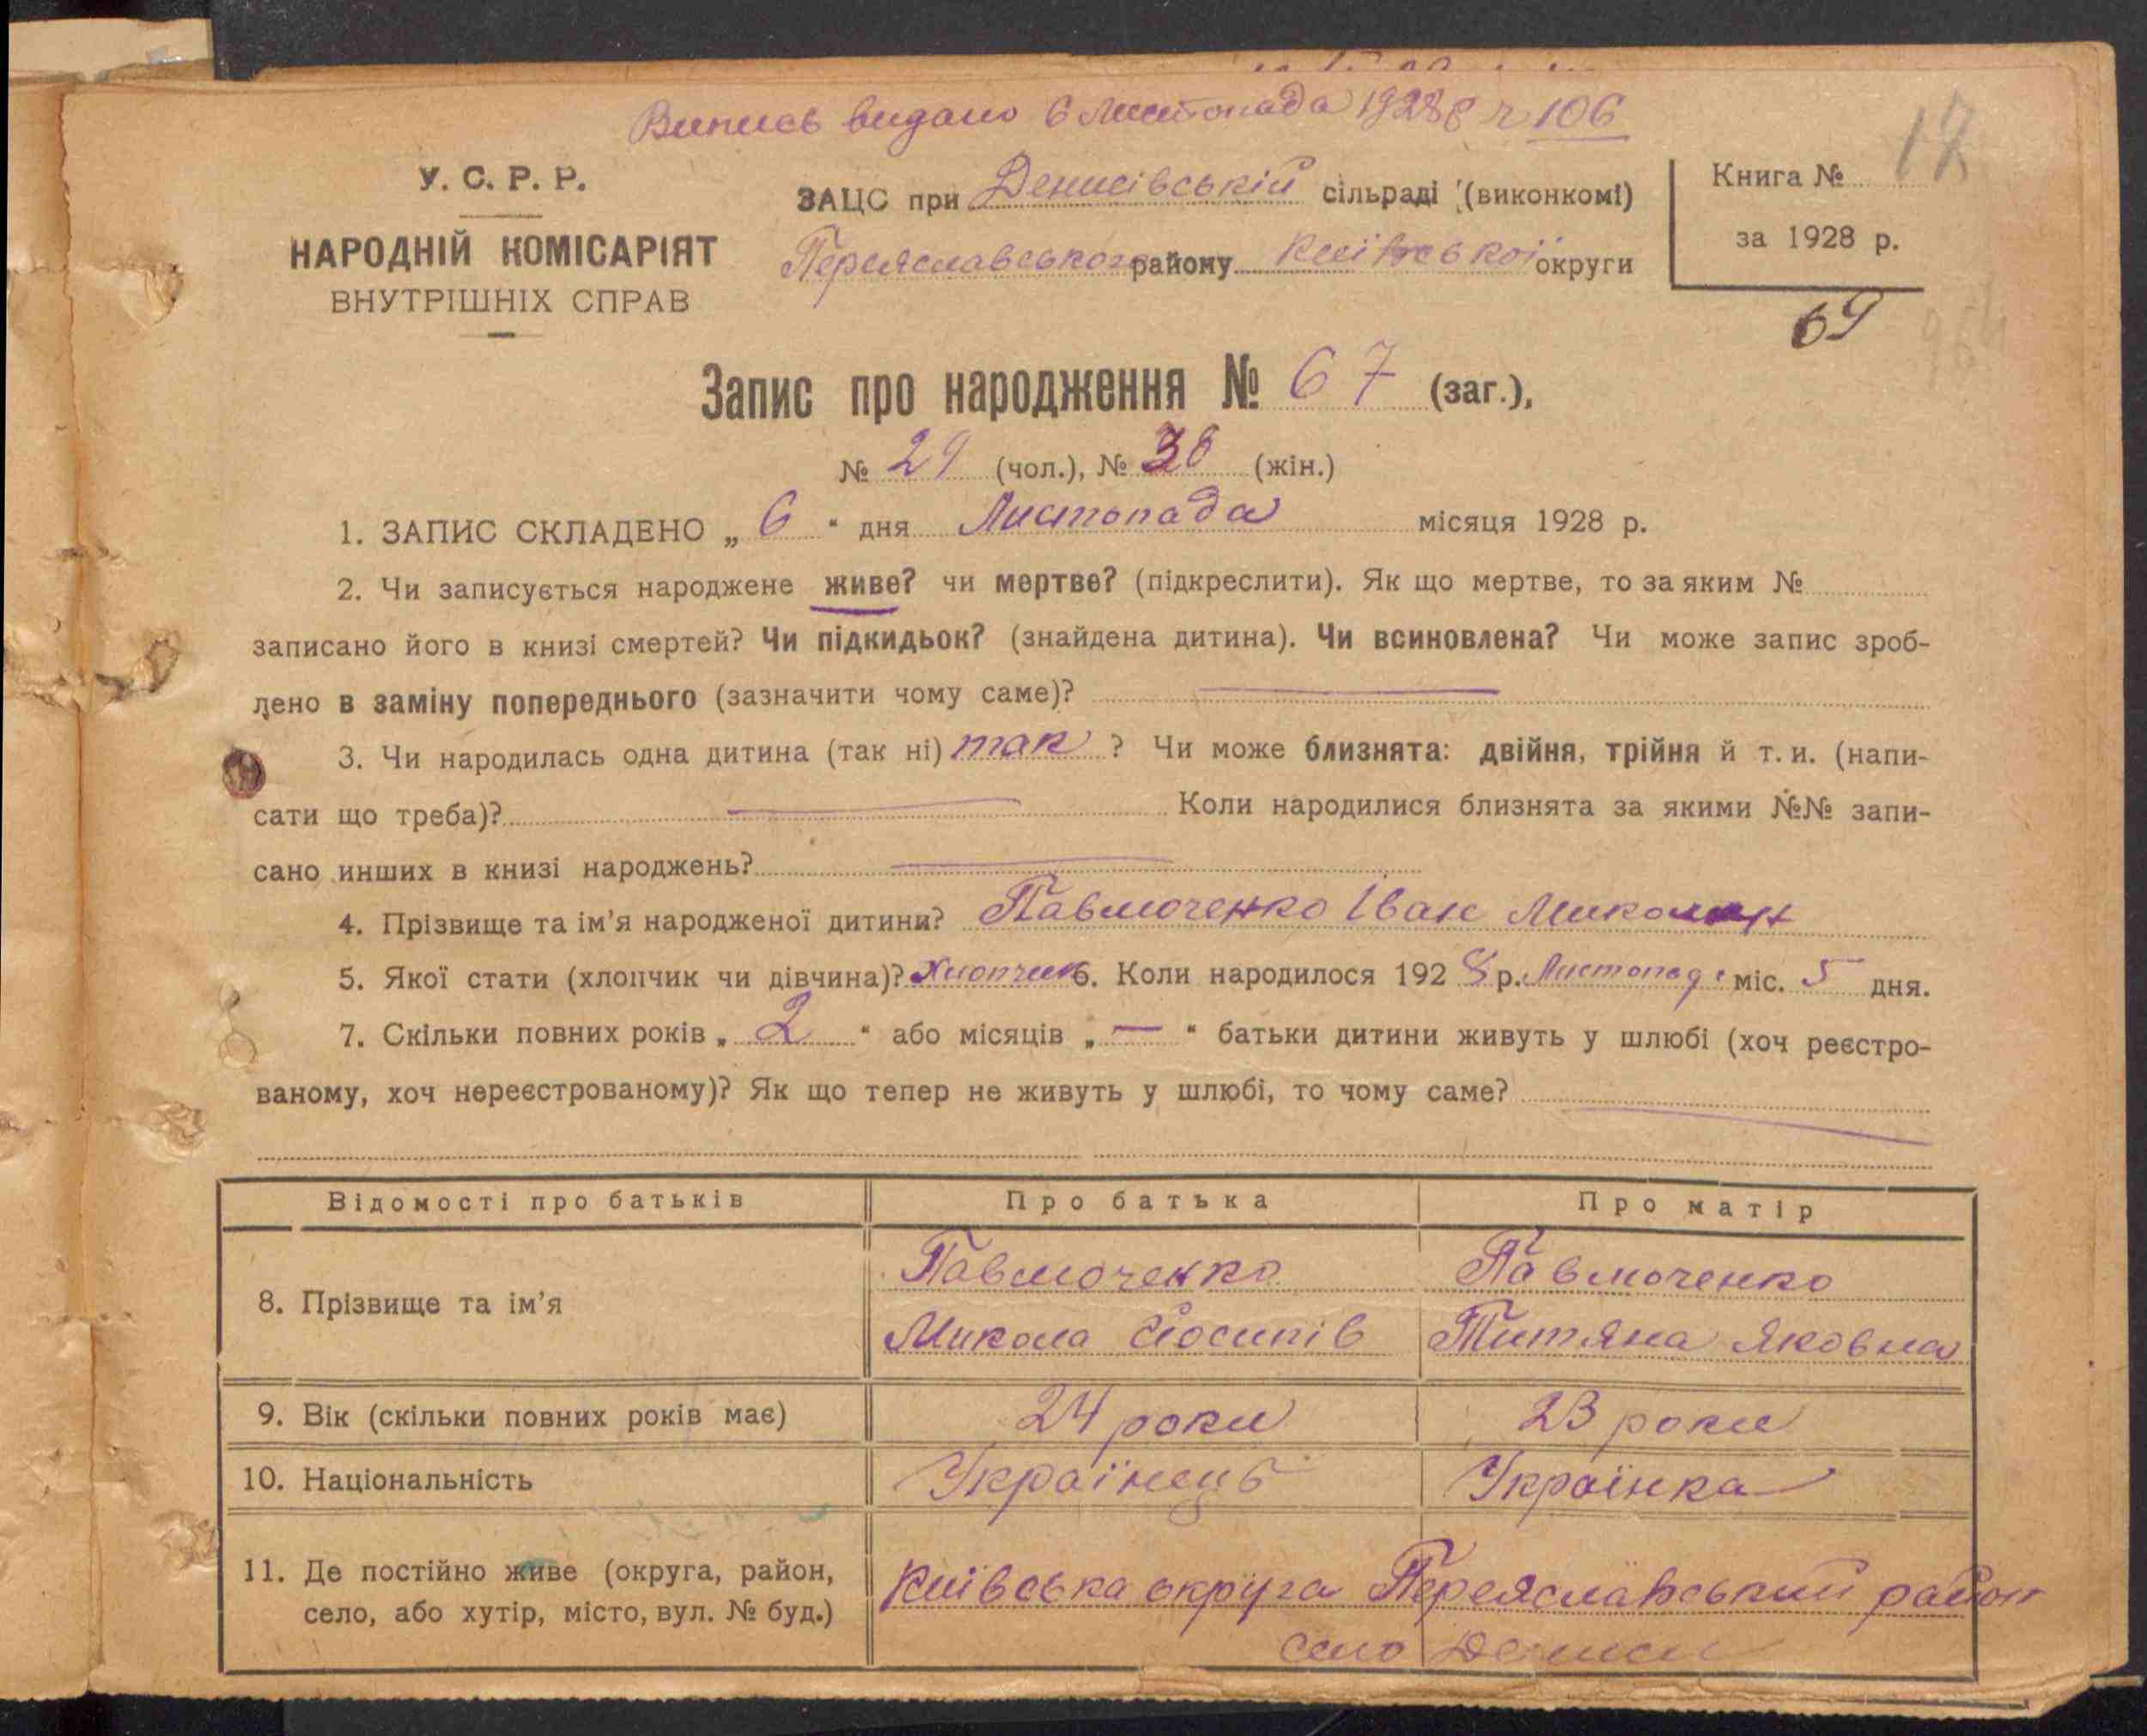 Випись видано 6 Листопада 1928 р 106
У. С. Р. Р.
НАРОДНІЙ КОМІСАРІЯТ
ВНУТРІШНІХ СПРАВ
ЗАЦС при Денисівській сільраді (виконкомі)
Переяславського району Київської округи
Книга № 17
за 1928 р.
69
Запис про народження № 67 (заг.),
№ 29 (чол.), № 38 (жін.)
1. ЗАПИС СКЛАДЕНО „ 6 “ дня Листопада місяця 1928 р.
2. Чи записується народжене живе? чи мертве? (підкреслити). Як що мертве, то за яким №
записано його в книзі смертей? Чи підкидьок? (знайдена дитина). Чи всиновлена? Чи може запис зроб-
лено в заміну попереднього (зазначити чому саме)?
3. Чи народилась одна дитина (так ні) так ? Чи може близнята: двійня, трійня й т. и. (напи-
сати що треба)? Коли народилися близнята за якими №№ запи-
сано инших в книзі народжень?
4. Прізвище та ім’я народженої дитини? Павлюченко Іван
5. Якої стати (хлопчик чи дівчина)? Хлопчик 6. Коли народилося 1928 р. Листопад міс. 5 дня.
7. Скільки повних років „ 2 “ або місяців „ — “ батьки дитини живуть у шлюбі (хоч реєстро-
ваному, хоч нереєстрованому)? Як що тепер не живуть у шлюбі, то чому саме?
Відомості про батьків Про батька Про матір
8. Прізвище та ім’я Павлюченко Павлюченко
Микола Йосипів Титяна Яковна
9. Вік (скільки повних років має) 24 роки 23 роки
10. Національність Українець Українка
11. Де постійно живе (округа, район,
село, або хутір, місто, вул. № буд.) Київська округа Переяславський район
село Дениси